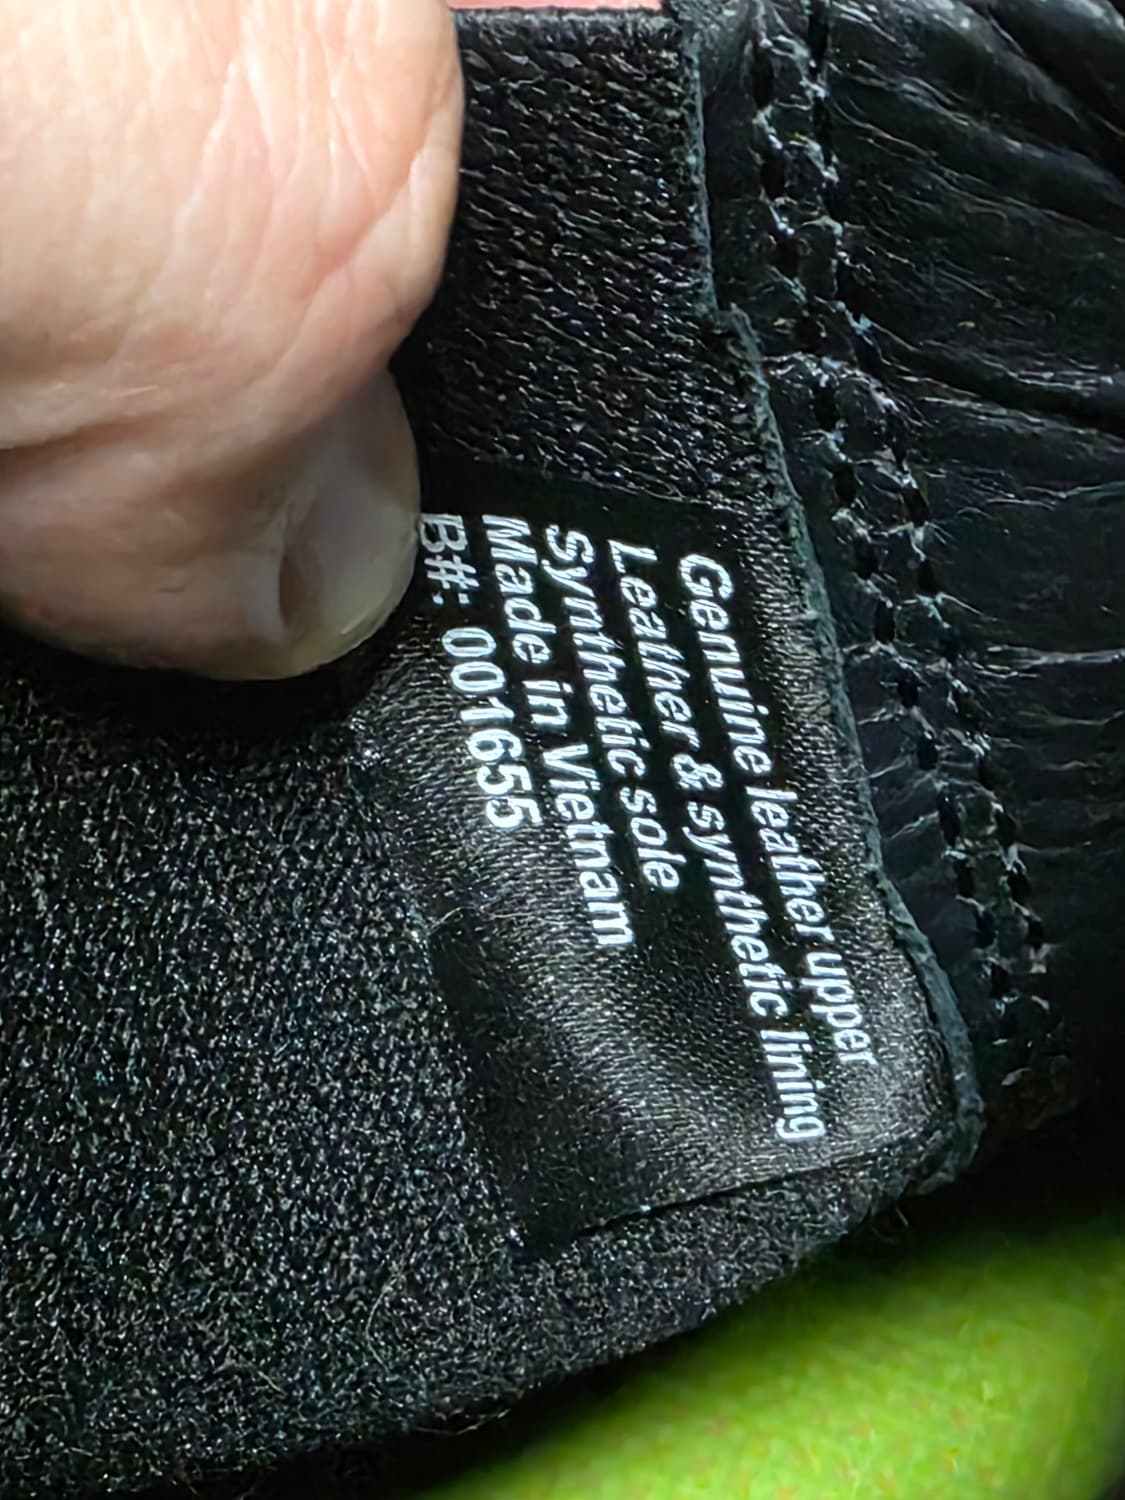 Genuine leather upper
Leather & synthetic lining
Synthetic sole
Made in Vietnam
B#: 001655